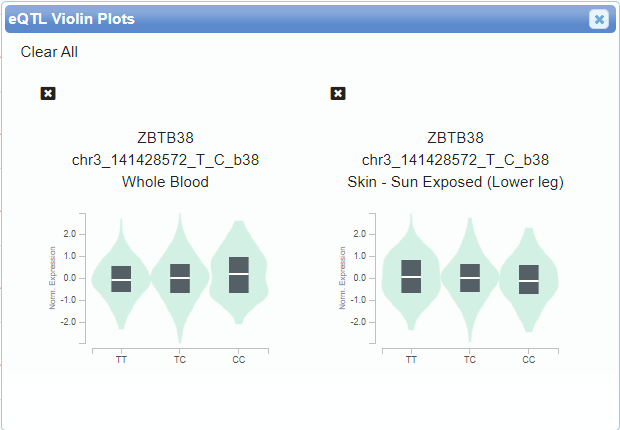 eQTL Violin Plots
Clear All
ZBTB38
chr3_141428572_T_C_b38
Whole Blood
Norm. Expression
2.0
1.0
0.0
-1.0
-2.0
TT TC CC
ZBTB38
chr3_141428572_T_C_b38
Skin - Sun Exposed (Lower leg)
Norm. Expression
2.0
1.0
0.0
-1.0
-2.0
TT TC CC